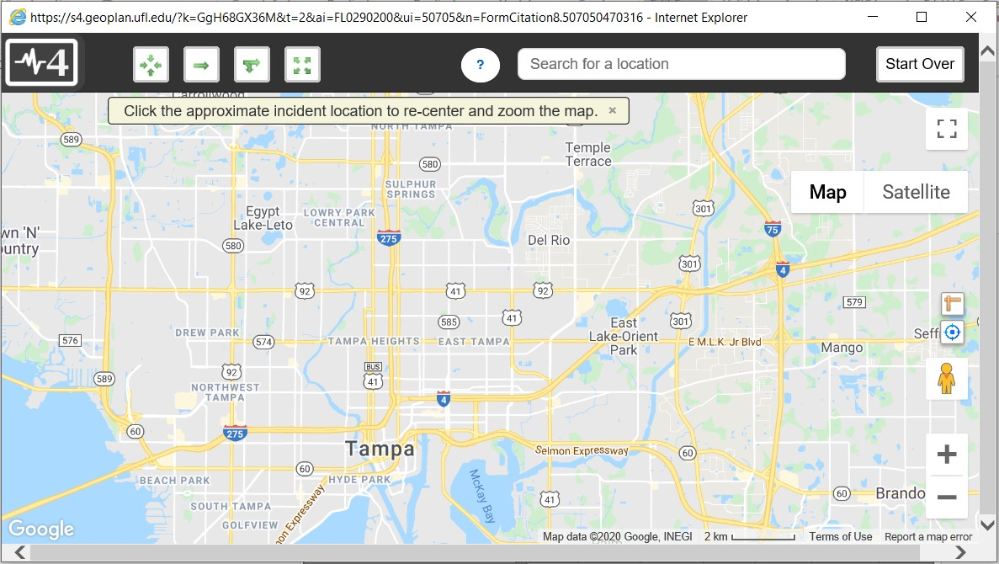 https://s4.geoplan.ufl.edu/?k=GgH68GX36M&t=2&ai=FL0290200&ui=50705&n=FormCitation8.507050470316 - Internet Explorer
4
?
Search for a location
Start Over
Carrollwood
Click the approximate incident location to re-center and zoom the map. ×
NORTH TAMPA
589
Temple
Terrace
580
SULPHUR
SPRINGS
Map
Satellite
301
Egypt
Lake-Leto
LOWRY PARK
CENTRAL
wn 'N'
ountry
75
275
Del Rio
580
301
4
92
41
92
579
585
41
301
East
Lake-Orient
Park
DREW PARK
576
574
TAMPA HEIGHTS
EAST TAMPA
E M.L.K. Jr Blvd
Mango
Seff
BUS
41
92
589
NORTHWEST
TAMPA
4
60
275
Tampa
Selmon Expressway
60
60
BEACH PARK
HYDE PARK
McKay Bay
60
Brando
41
SOUTH TAMPA
GOLFVIEW
on Expressway
Google
Map data ©2020 Google, INEGI
2 km
Terms of Use
Report a map error